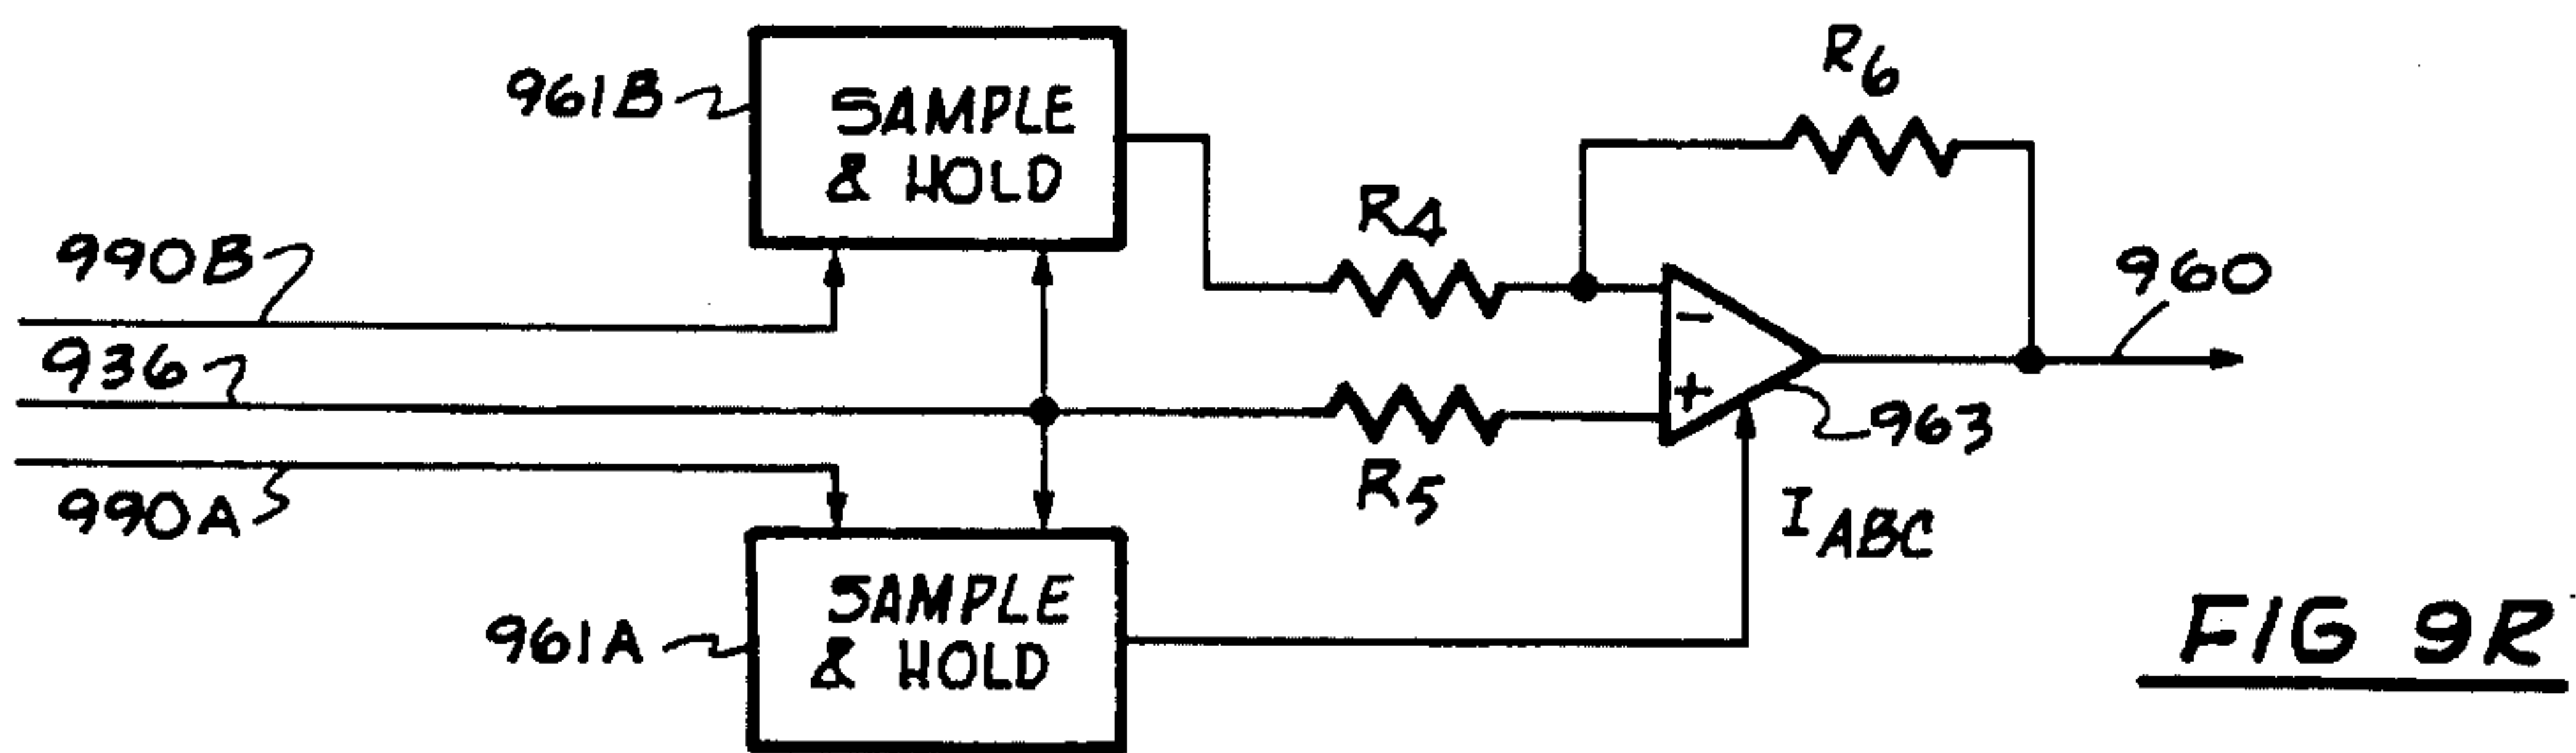 961B
SAMPLE
& HOLD
R6
R4
990B
936
990A
-
+
960
963
R5
IABC
961A
SAMPLE
& HOLD
FIG 9R